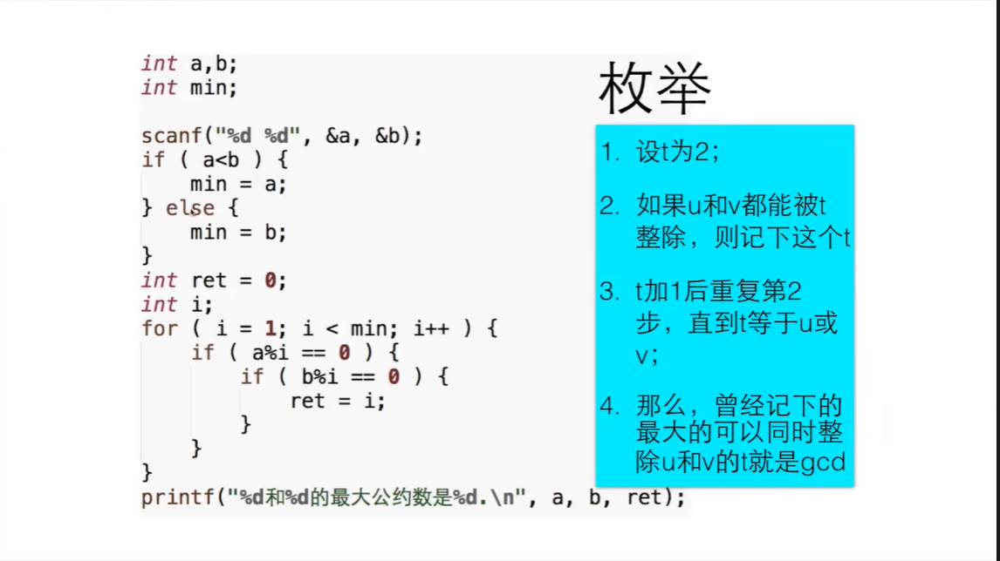 int a,b;
int min;
scanf("%d %d", &a, &b);
if ( a<b ) {
    min = a;
} else {
    min = b;
}
int ret = 0;
int i;
for ( i = 1; i < min; i++ ) {
    if ( a%i == 0 ) {
        if ( b%i == 0 ) {
            ret = i;
        }
    }
}
printf("%d和%d的最大公约数是%d.\n", a, b, ret);
枚举
1. 设t为2；
2. 如果u和v都能被t
整除，则记下这个t
3. t加1后重复第2
步，直到t等于u或
v；
4. 那么，曾经记下的
最大的可以同时整
除u和v的t就是gcd